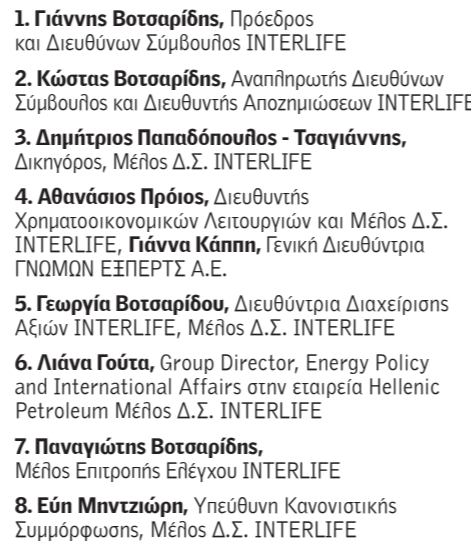 1. Γιάννης Βοτσαρίδης, Πρόεδρος
και Διευθύνων Σύμβουλος INTERLIFE
2. Κώστας Βοτσαρίδης, Αναπληρωτής Διευθύνων
Σύμβουλος και Διευθυντής Αποζημιώσεων INTERLIFE
3. Δημήτριος Παπαδόπουλος - Τσαγιάννης,
Δικηγόρος, Μέλος Δ.Σ. INTERLIFE
4. Αθανάσιος Πρόιος, Διευθυντής
Χρηματοοικονομικών Λειτουργιών και Μέλος Δ.Σ.
INTERLIFE, Γιάννα Κάππη, Γενική Διευθύντρια
ΓΝΩΜΩΝ ΕΞΠΕΡΤΣ Α.Ε.
5. Γεωργία Βοτσαρίδου, Διευθύντρια Διαχείρισης
Αξιών INTERLIFE, Μέλος Δ.Σ. INTERLIFE
6. Λιάνα Γούτα, Group Director, Energy Policy
and International Affairs στην εταιρεία Hellenic
Petroleum Μέλος Δ.Σ. INTERLIFE
7. Παναγιώτης Βοτσαρίδης,
Μέλος Επιτροπής Ελέγχου INTERLIFE
8. Εύη Μηντζιώρη, Υπεύθυνη Κανονιστικής
Συμμόρφωσης, Μέλος Δ.Σ. INTERLIFE